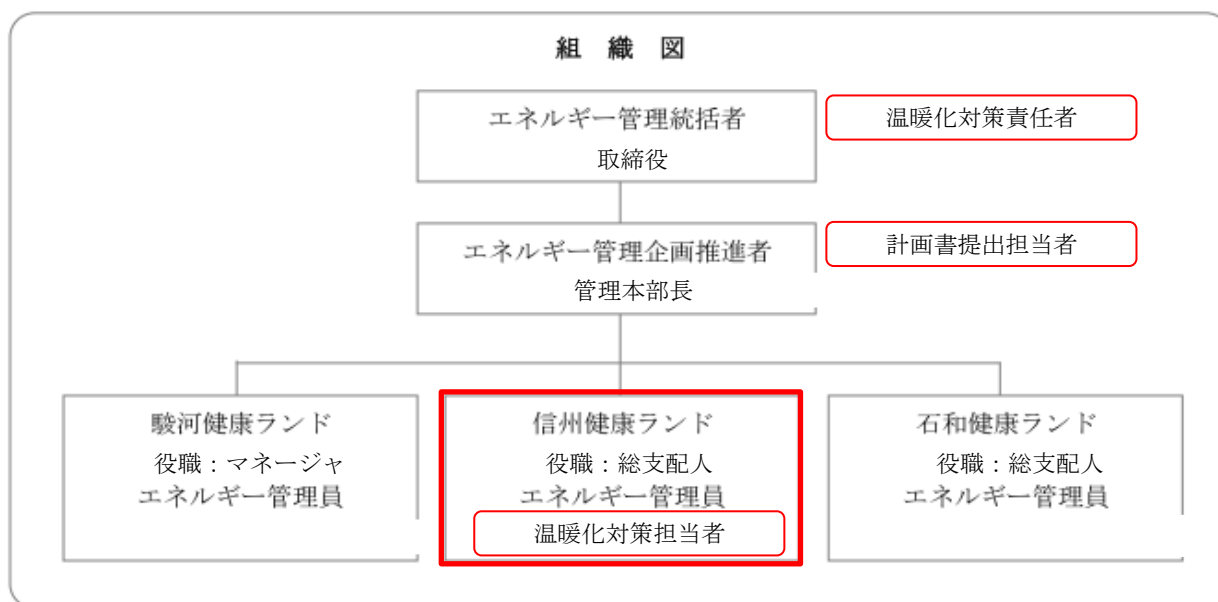 組 織 図
エネルギー管理統括者
取締役
温暖化対策責任者
エネルギー管理企画推進者
管理本部長
計画書提出担当者
駿河健康ランド
役職：マネージャ
エネルギー管理員
信州健康ランド
役職：総支配人
エネルギー管理員
温暖化対策担当者
石和健康ランド
役職：総支配人
エネルギー管理員